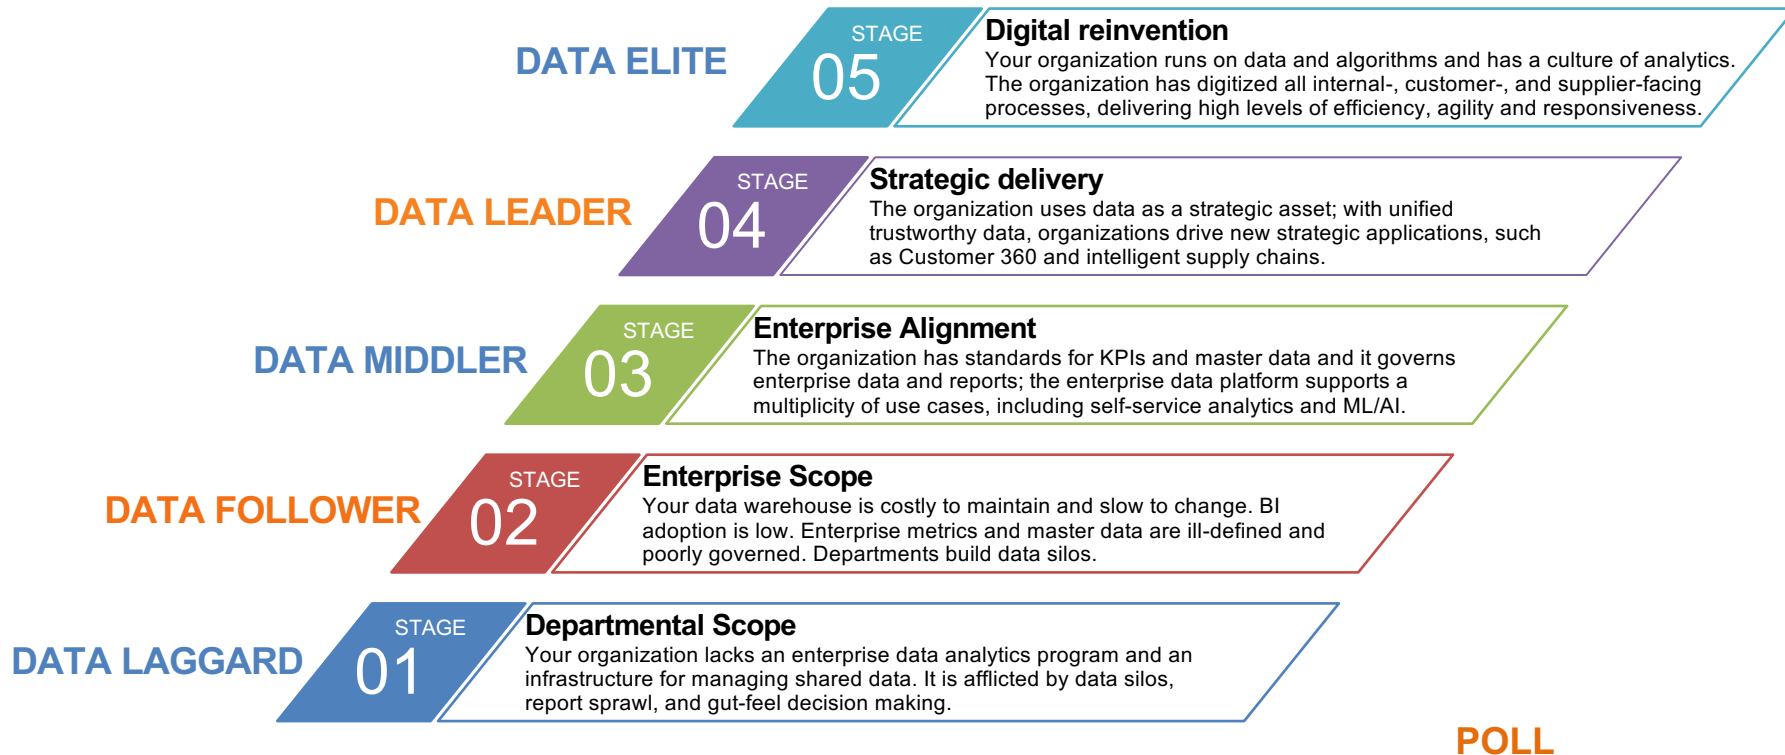 DATA ELITE
STAGE
05
Digital reinvention
Your organization runs on data and algorithms and has a culture of analytics.
The organization has digitized all internal-, customer-, and supplier-facing
processes, delivering high levels of efficiency, agility and responsiveness.
DATA LEADER
STAGE
04
Strategic delivery
The organization uses data as a strategic asset; with unified
trustworthy data, organizations drive new strategic applications, such
as Customer 360 and intelligent supply chains.
DATA MIDDLER
STAGE
03
Enterprise Alignment
The organization has standards for KPIs and master data and it governs
enterprise data and reports; the enterprise data platform supports a
multiplicity of use cases, including self-service analytics and ML/AI.
DATA FOLLOWER
STAGE
02
Enterprise Scope
Your data warehouse is costly to maintain and slow to change. BI
adoption is low. Enterprise metrics and master data are ill-defined and
poorly governed. Departments build data silos.
DATA LAGGARD
STAGE
01
Departmental Scope
Your organization lacks an enterprise data analytics program and an
infrastructure for managing shared data. It is afflicted by data silos,
report sprawl, and gut-feel decision making.
POLL